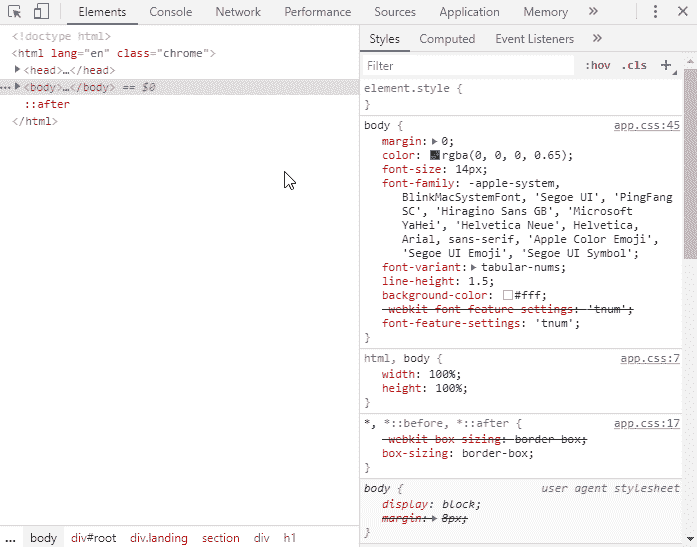 Elements Console Network Performance Sources Application Memory »
<!doctype html>
<html lang="en" class="chrome">
<head>…</head>
<body>…</body> == $0
::after
</html>
Styles Computed Event Listeners »
Filter :hov .cls +
element.style {
}
body { app.css:45
margin: 0;
color: rgba(0, 0, 0, 0.65);
font-size: 14px;
font-family: -apple-system,
BlinkMacSystemFont, 'Segoe UI', 'PingFang
SC', 'Hiragino Sans GB', 'Microsoft
YaHei', 'Helvetica Neue', Helvetica,
Arial, sans-serif, 'Apple Color Emoji',
'Segoe UI Emoji', 'Segoe UI Symbol';
font-variant: tabular-nums;
line-height: 1.5;
background-color: #fff;
-webkit-font-feature-settings: 'tnum';
font-feature-settings: 'tnum';
}
html, body { app.css:7
width: 100%;
height: 100%;
}
*, *::before, *::after { app.css:17
-webkit-box-sizing: border-box;
box-sizing: border-box;
}
body { user agent stylesheet
display: block;
margin: 8px;
}
... body div#root div.landing section div h1